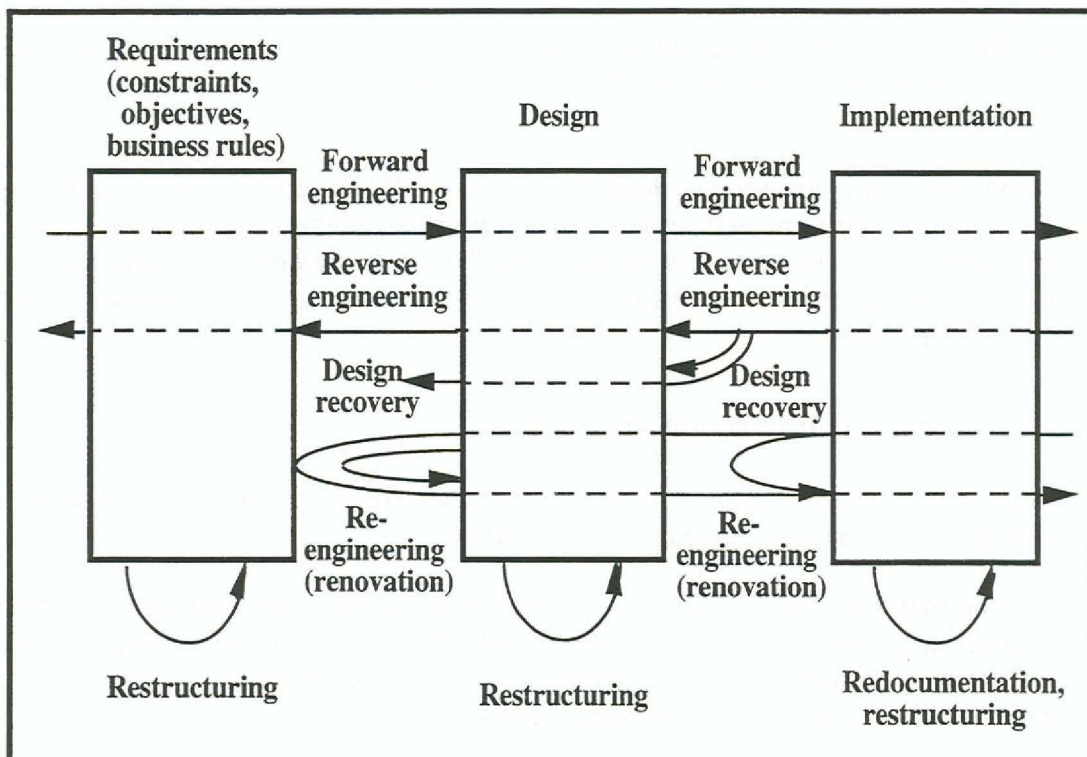 Requirements
(constraints,
objectives,
business rules)
Design
Implementation
Forward
engineering
Forward
engineering
Reverse
engineering
Reverse
engineering
Design
recovery
Design
recovery
Re-
engineering
(renovation)
Re-
engineering
(renovation)
Restructuring
Restructuring
Redocumentation,
restructuring